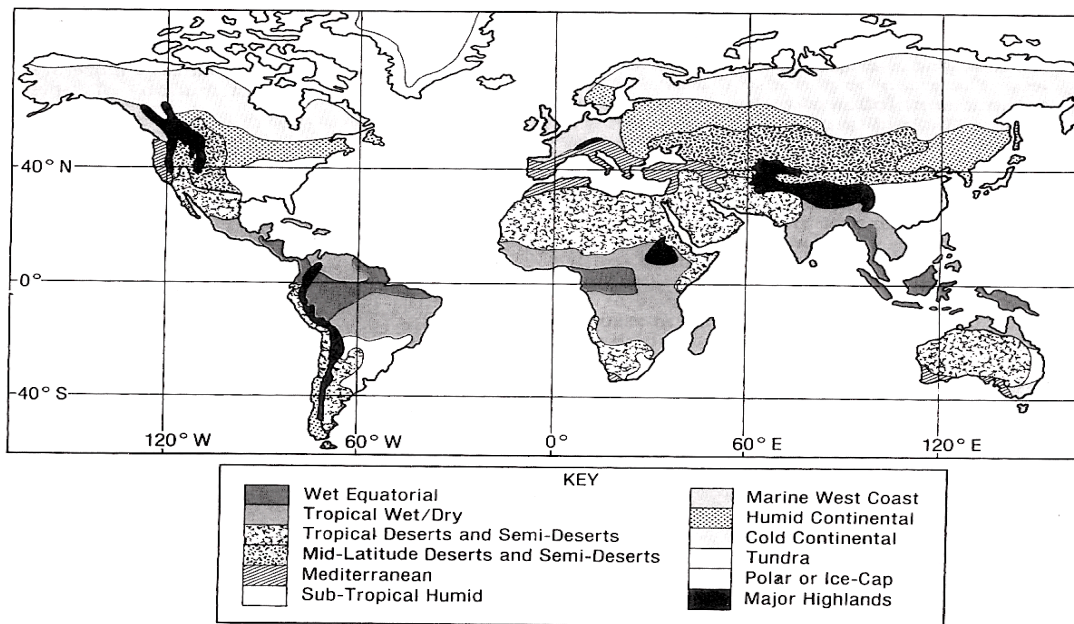 40° N
0°
40° S
120° W
60° W
0°
60° E
120° E
KEY
Wet Equatorial
Tropical Wet/Dry
Tropical Deserts and Semi-Deserts
Mid-Latitude Deserts and Semi-Deserts
Mediterranean
Sub-Tropical Humid
Marine West Coast
Humid Continental
Cold Continental
Tundra
Polar or Ice-Cap
Major Highlands